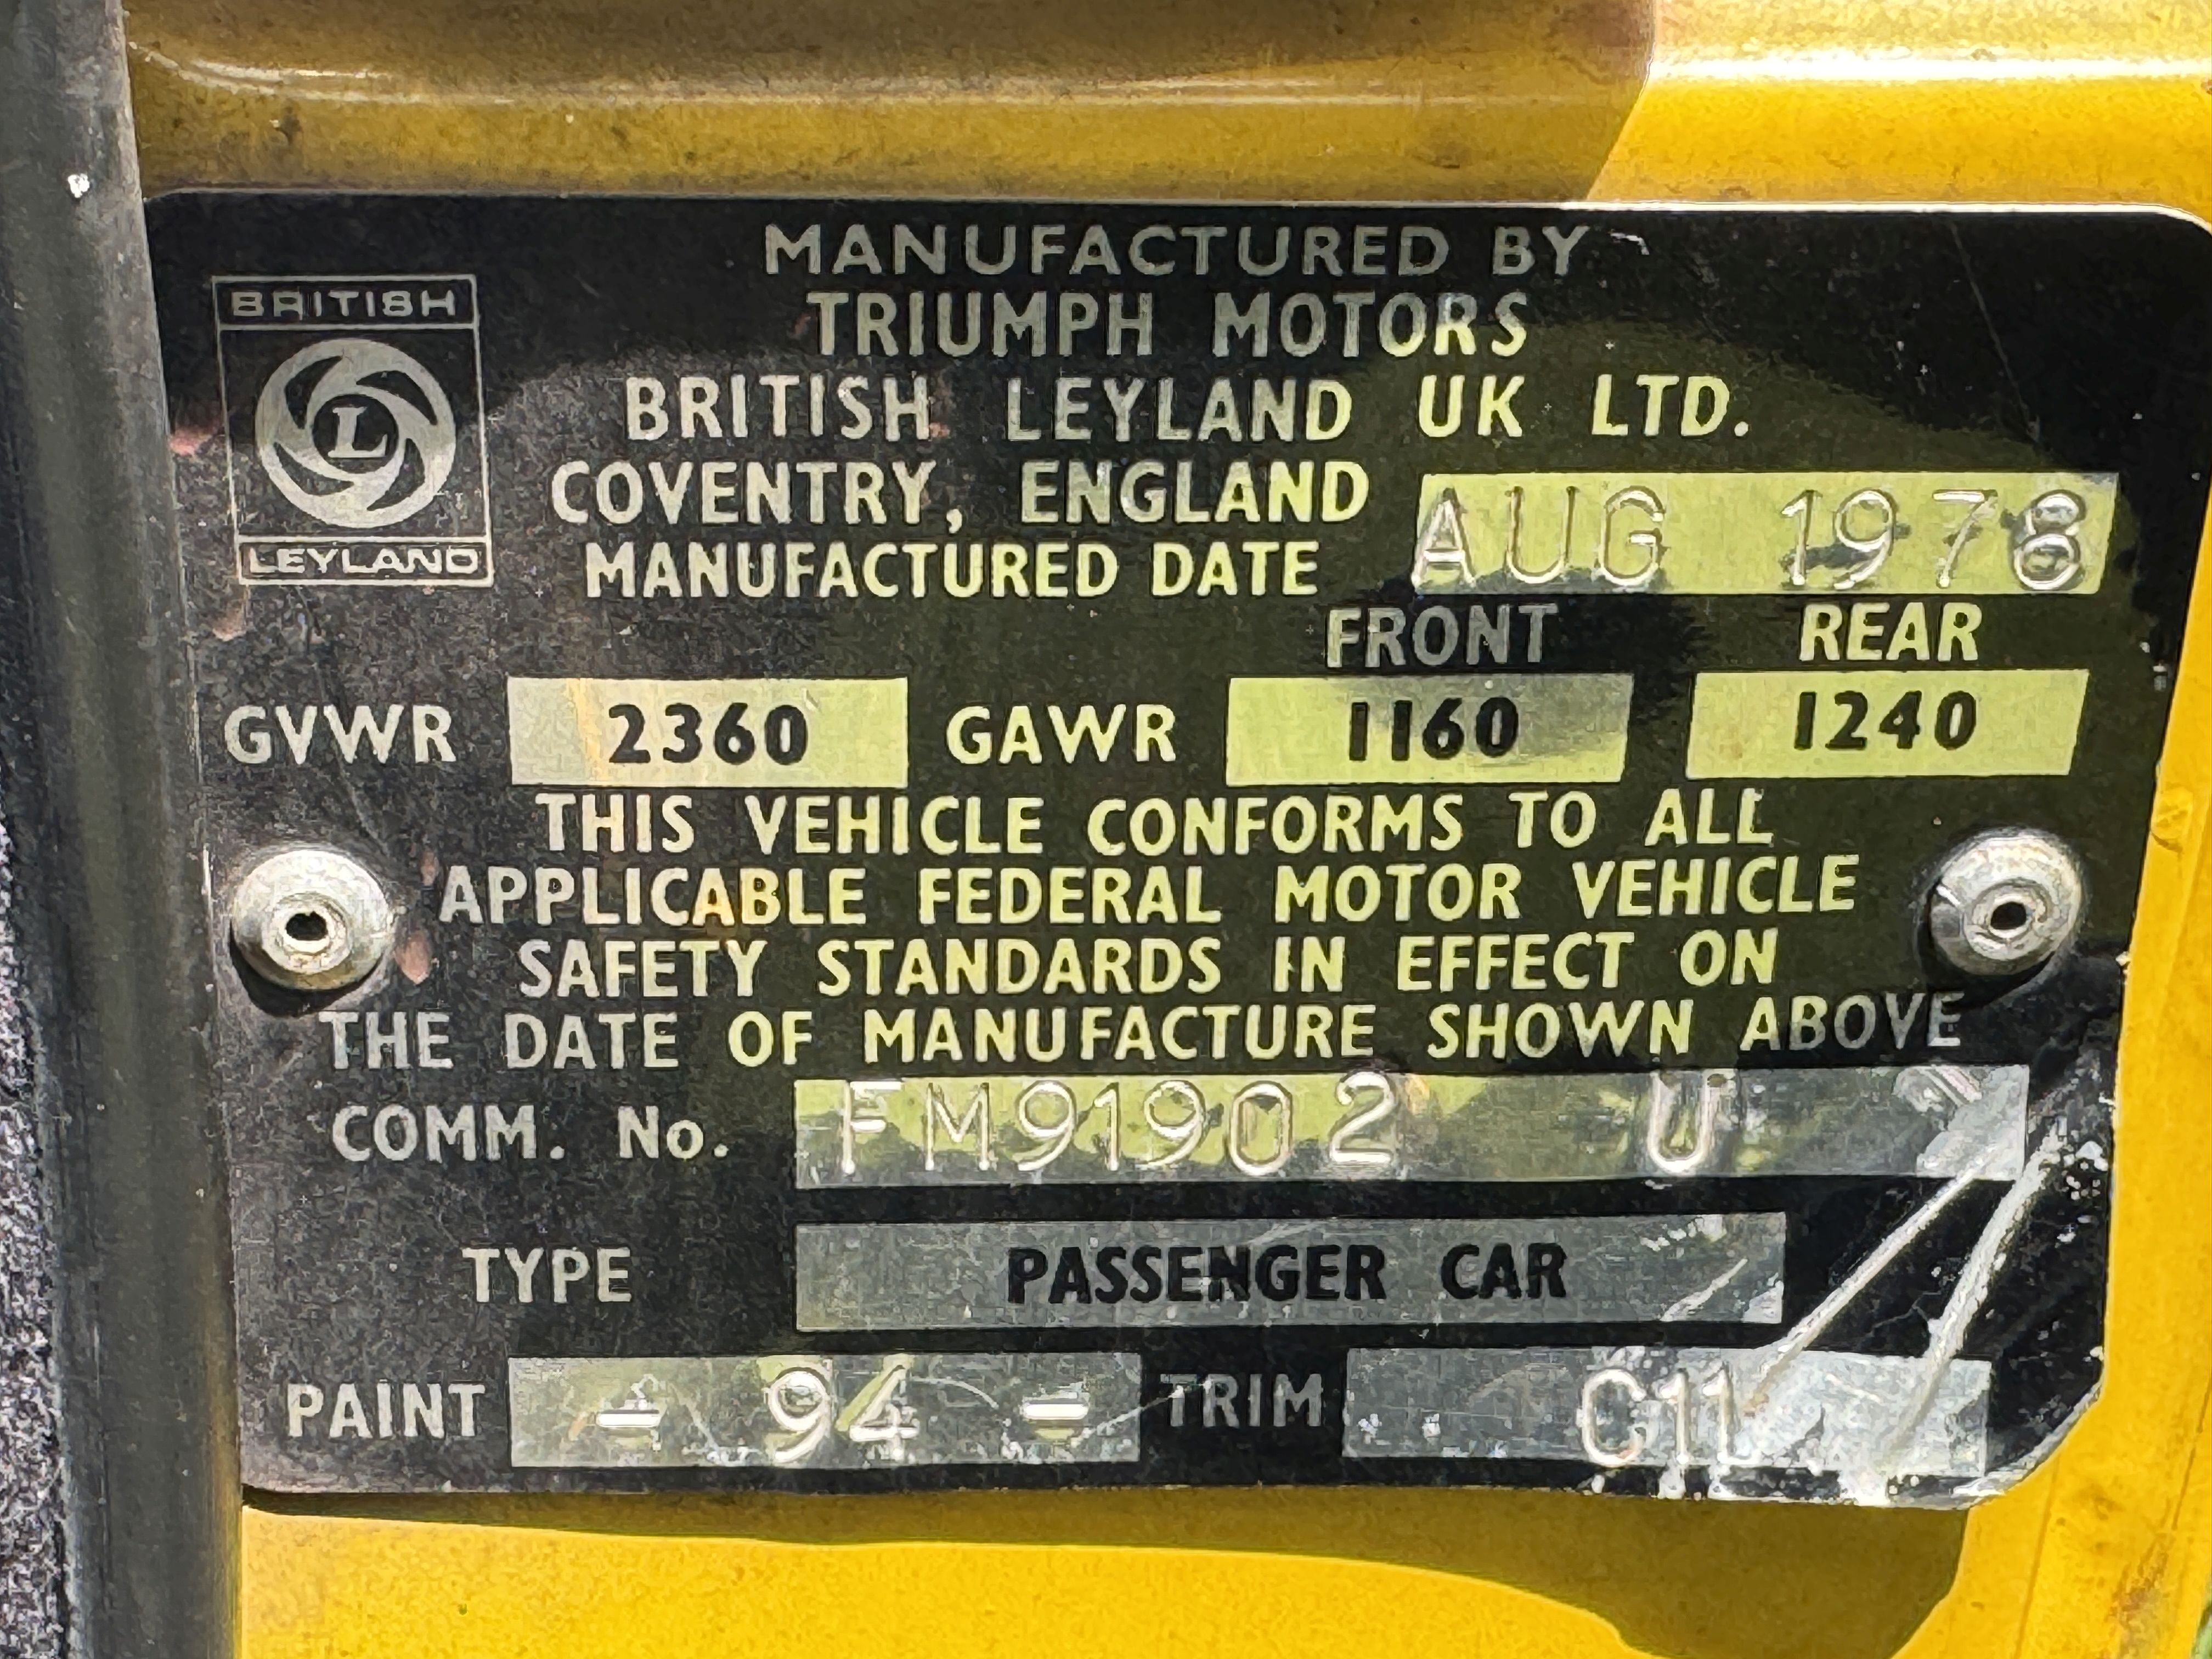 MANUFACTURED BY
TRIUMPH MOTORS
BRITISH LEYLAND UK LTD.
COVENTRY, ENGLAND
BRITISH
L
LEYLAND
MANUFACTURED DATE AUG 1978
FRONT REAR
GVWR 2360 GAWR 1160 1240
THIS VEHICLE CONFORMS TO ALL
APPLICABLE FEDERAL MOTOR VEHICLE
SAFETY STANDARDS IN EFFECT ON
THE DATE OF MANUFACTURE SHOWN ABOVE
COMM. No. FM91902 U
TYPE PASSENGER CAR
PAINT - 94 - TRIM C11